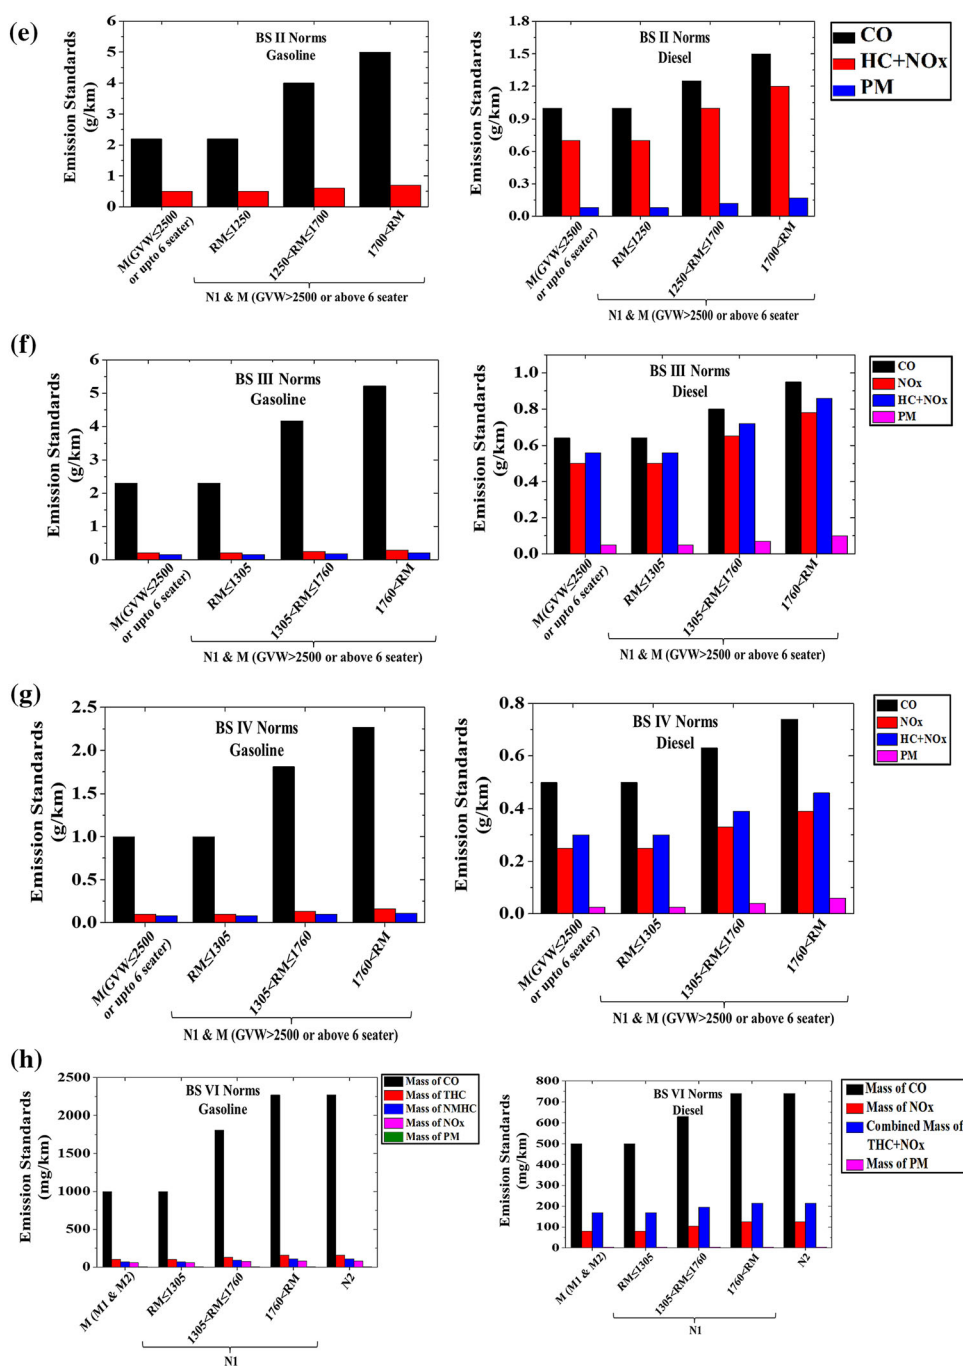 (e)
BS II Norms
Gasoline
Emission Standards
(g/km)
6
5
4
3
2
1
0
M(GVW≤2500
or upto 6 seater)
RM≤1250
1250<RM≤1700
1700<RM
N1 & M (GVW>2500 or above 6 seater
BS II Norms
Diesel
Emission Standards
(g/km)
1.8
1.5
1.2
0.9
0.6
0.3
0.0
M(GVW≤2500
or upto 6 seater)
RM≤1250
1250<RM≤1700
1700<RM
N1 & M (GVW>2500 or above 6 seater
CO
HC+NOx
PM
(f)
BS III Norms
Gasoline
Emission Standards
(g/km)
6
5
4
3
2
1
0
M(GVW≤2500
or upto 6 seater)
RM≤1305
1305<RM≤1760
1760<RM
N1 & M (GVW>2500 or above 6 seater)
BS III Norms
Diesel
Emission Standards
(g/km)
1.0
0.8
0.6
0.4
0.2
0.0
M(GVW≤2500
or upto 6 seater)
RM≤1305
1305<RM≤1760
1760<RM
N1 & M (GVW>2500 or above 6 seater)
CO
NOx
HC+NOx
PM
(g)
BS IV Norms
Gasoline
Emission Standards
(g/km)
2.5
2.0
1.5
1.0
0.5
0.0
M(GVW≤2500
or upto 6 seater)
RM≤1305
1305<RM≤1760
1760<RM
N1 & M (GVW>2500 or above 6 seater)
BS IV Norms
Diesel
Emission Standards
(g/km)
0.8
0.6
0.4
0.2
0.0
M(GVW≤2500
or upto 6 seater)
RM≤1305
1305<RM≤1760
1760<RM
N1 & M (GVW>2500 or above 6 seater)
CO
NOx
HC+NOx
PM
(h)
BS VI Norms
Gasoline
Emission Standards
(mg/km)
2500
2000
1500
1000
500
0
M (M1 & M2)
RM≤1305
1305<RM≤1760
1760<RM
N2
N1
Mass of CO
Mass of THC
Mass of NMHC
Mass of NOx
Mass of PM
BS VI Norms
Diesel
Emission Standards
(mg/km)
800
700
600
500
400
300
200
100
0
M (M1 & M2)
RM≤1305
1305<RM≤1760
1760<RM
N2
N1
Mass of CO
Mass of NOx
Combined Mass of
THC+NOx
Mass of PM